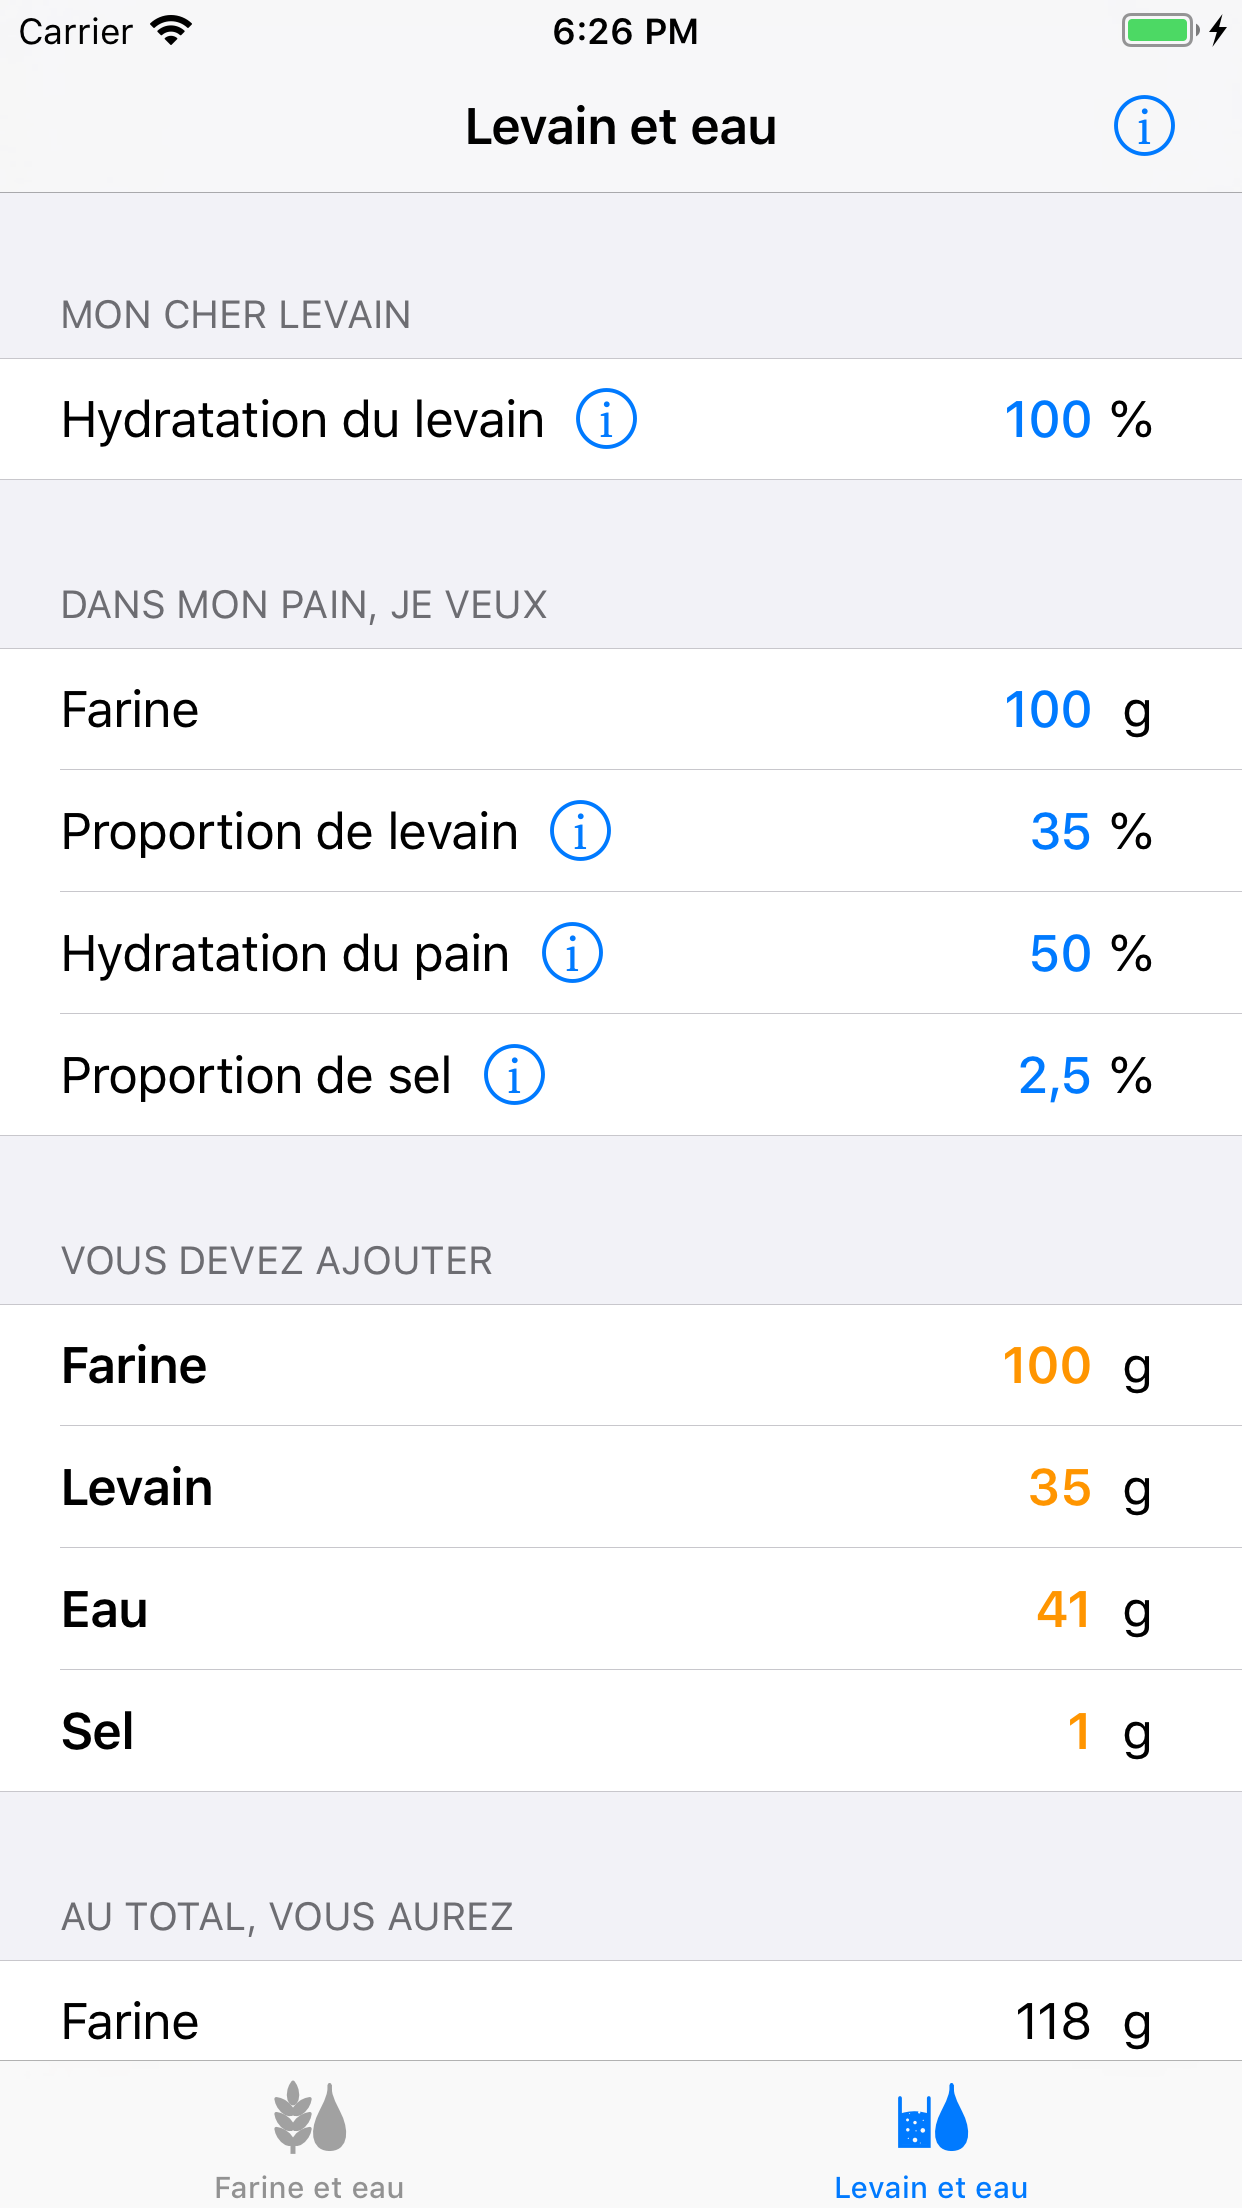 Carrier 6:26 PM
Levain et eau i
MON CHER LEVAIN
Hydratation du levain i 100 %
DANS MON PAIN, JE VEUX
Farine 100 g
Proportion de levain i 35 %
Hydratation du pain i 50 %
Proportion de sel i 2,5 %
VOUS DEVEZ AJOUTER
Farine 100 g
Levain 35 g
Eau 41 g
Sel 1 g
AU TOTAL, VOUS AUREZ
Farine 118 g
Farine et eau Levain et eau